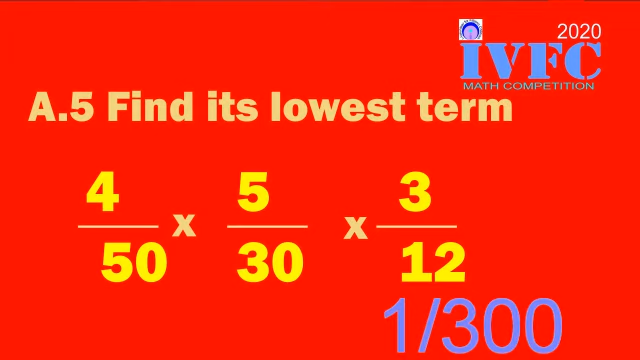 2020
IVFC
MATH COMPETITION
A.5 Find its lowest term
4 5 3
x x
50 30 12
1/300